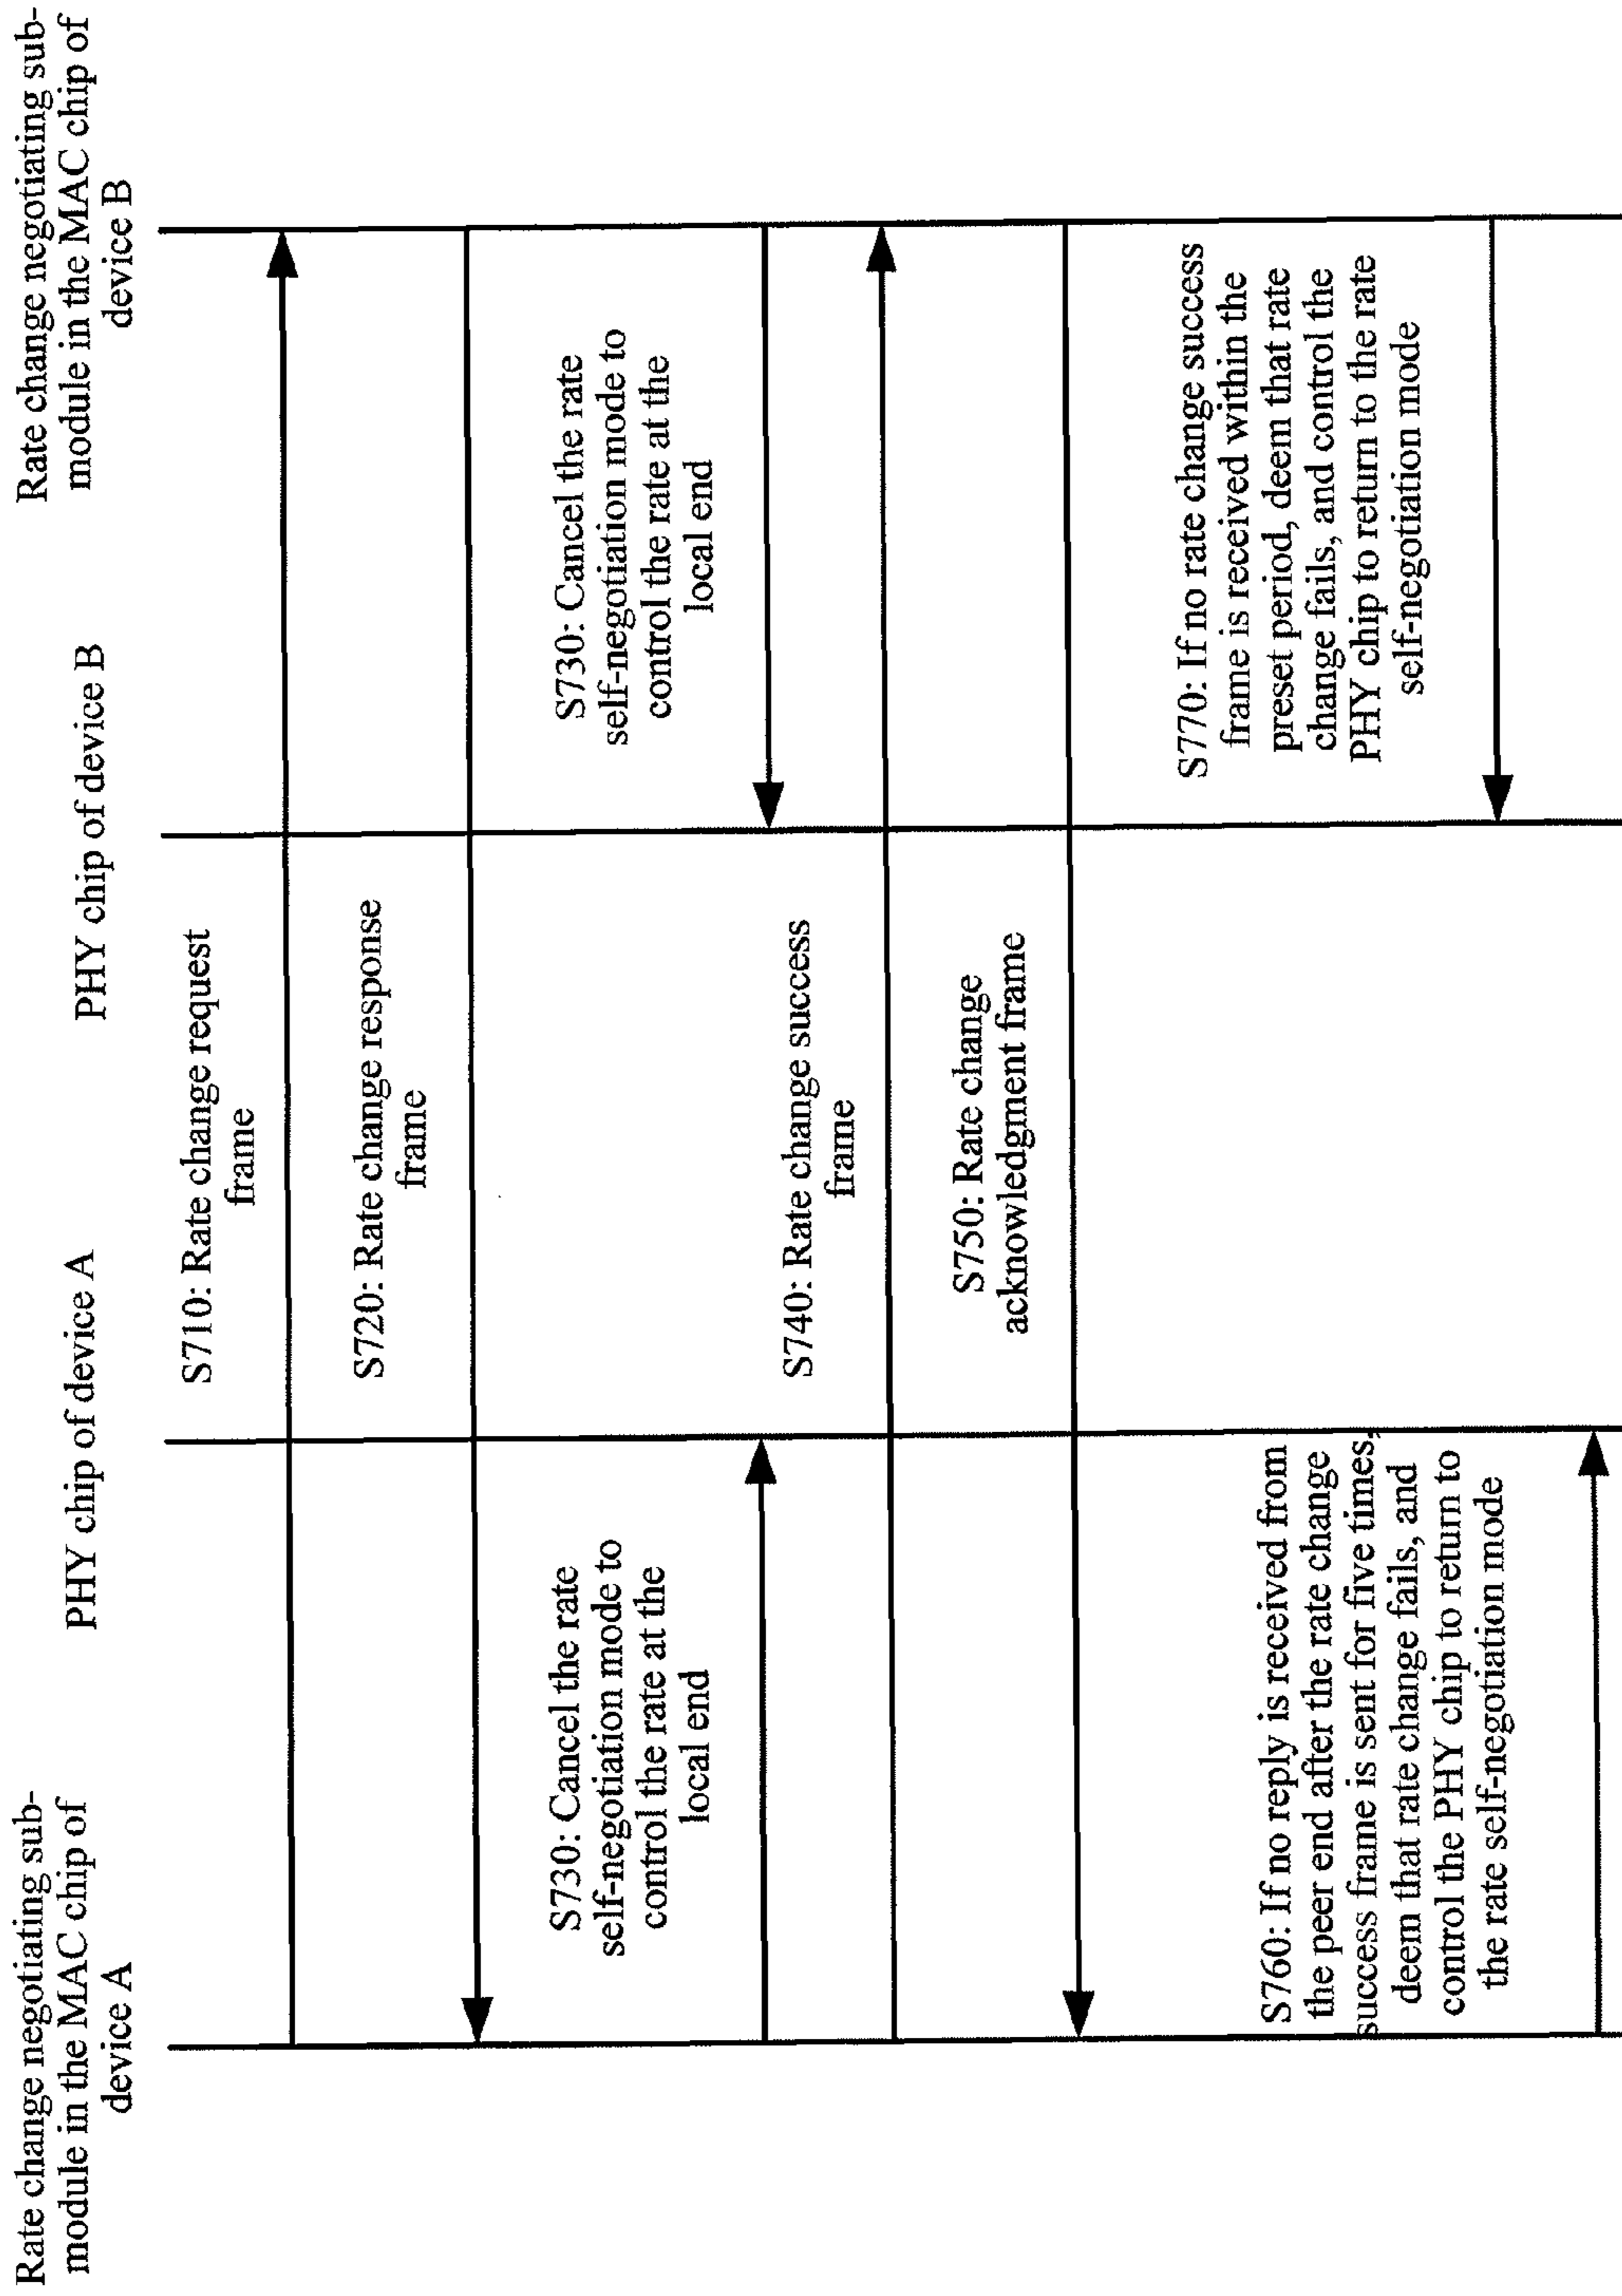 Rate change negotiating sub-
module in the MAC chip of
device A
PHY chip of device A
PHY chip of device B
Rate change negotiating sub-
module in the MAC chip of
device B
S710: Rate change request
frame
S720: Rate change response
frame
S730: Cancel the rate
self-negotiation mode to
control the rate at the
local end
S730: Cancel the rate
self-negotiation mode to
control the rate at the
local end
S740: Rate change success
frame
S750: Rate change
acknowledgment frame
S760: If no reply is received from
the peer end after the rate change
success frame is sent for five times,
deem that rate change fails, and
control the PHY chip to return to
the rate self-negotiation mode
S770: If no rate change success
frame is received within the
preset period, deem that rate
change fails, and control the
PHY chip to return to the rate
self-negotiation mode